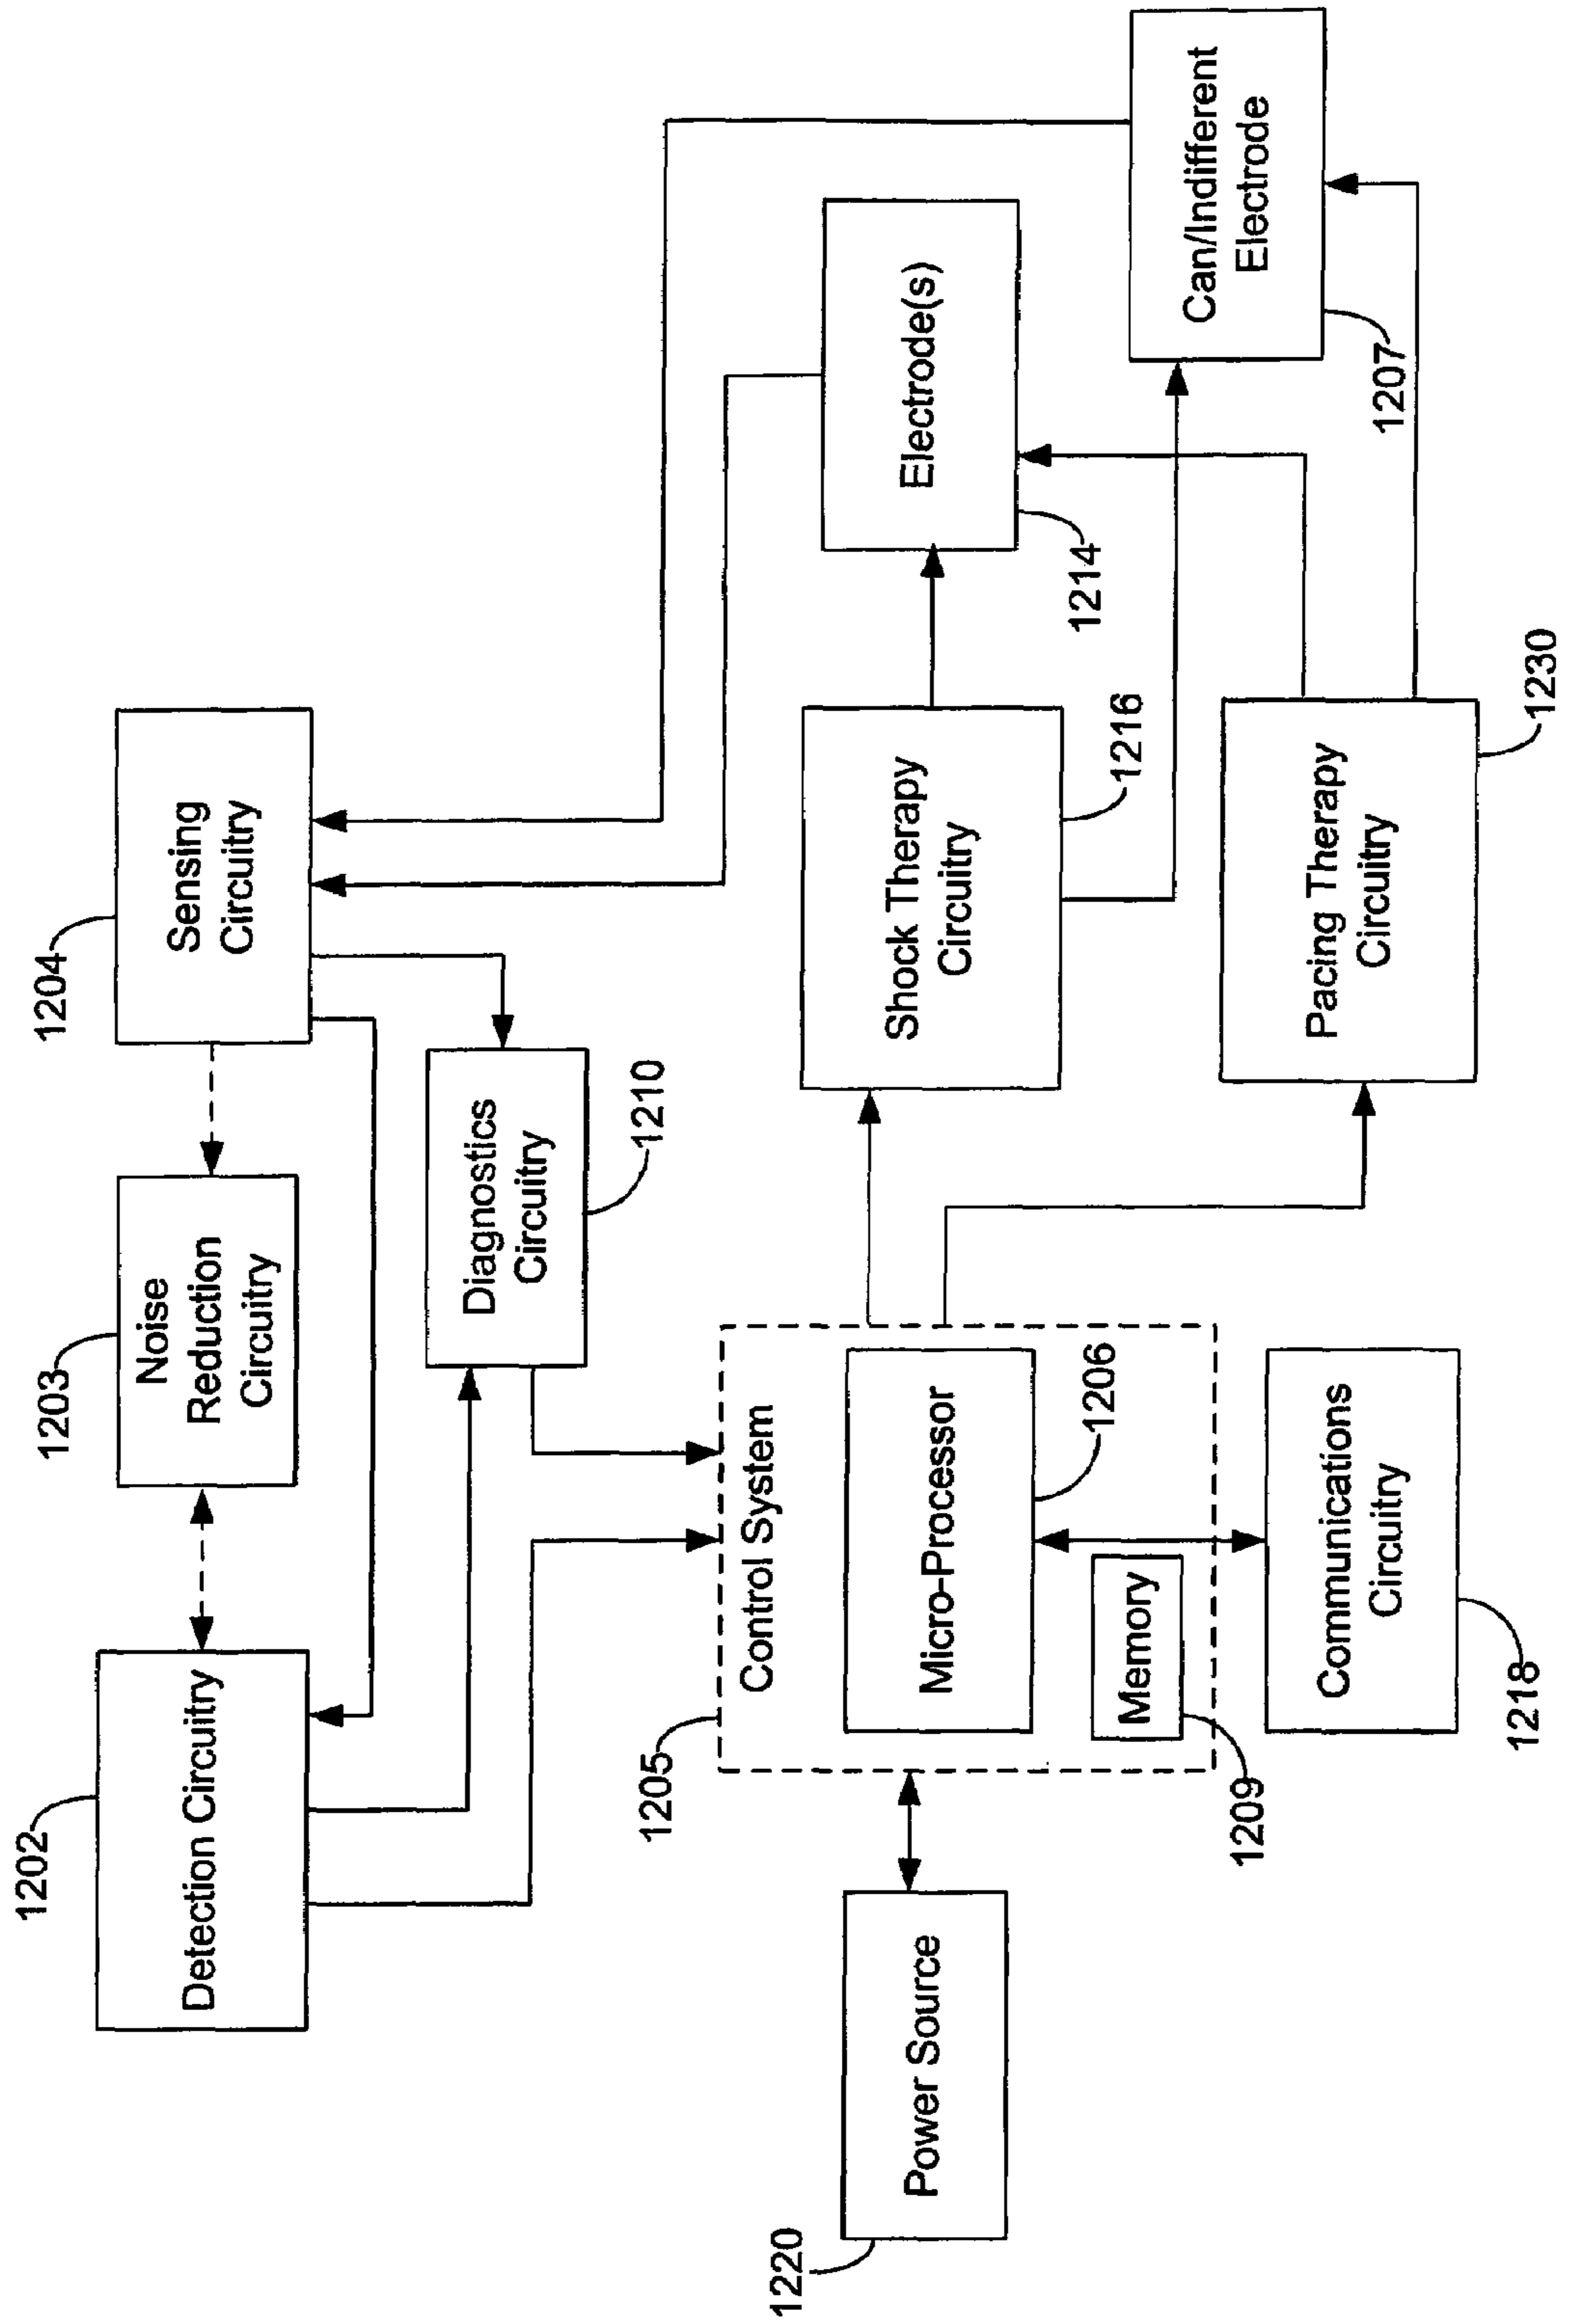 1202
Detection Circuitry
1203
Noise
Reduction
Circuitry
1204
Sensing
Circuitry
Diagnostics
Circuitry
1210
1205
Control System
Micro-Processor
1206
Memory
1209
1220
Power Source
Communications
Circuitry
1218
Shock Therapy
Circuitry
1216
Pacing Therapy
Circuitry
1230
Electrode(s)
1214
Can/Indifferent
Electrode
1207